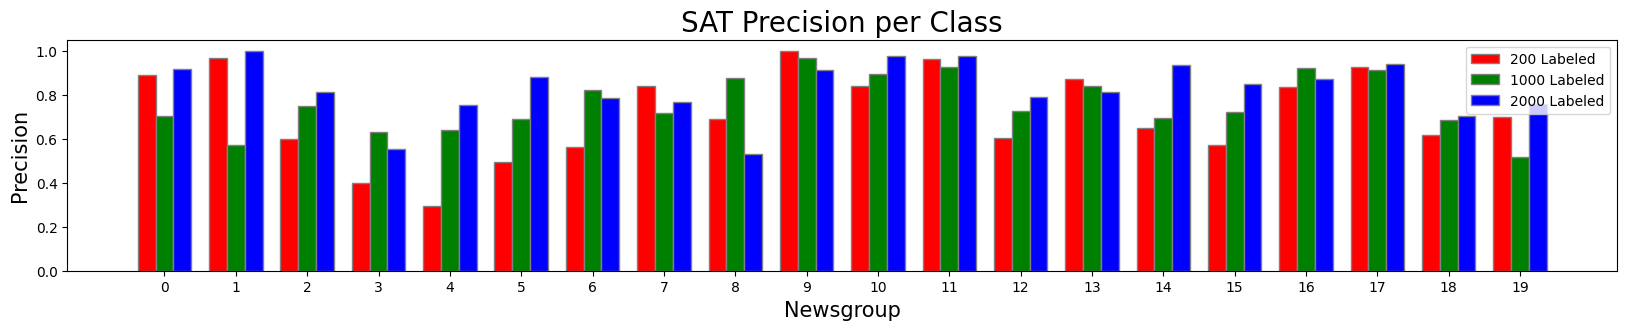 SAT Precision per Class
1.0
0.8
0.6
0.4
0.2
0.0
Precision
200 Labeled
1000 Labeled
2000 Labeled
0 1 2 3 4 5 6 7 8 9 10 11 12 13 14 15 16 17 18 19
Newsgroup